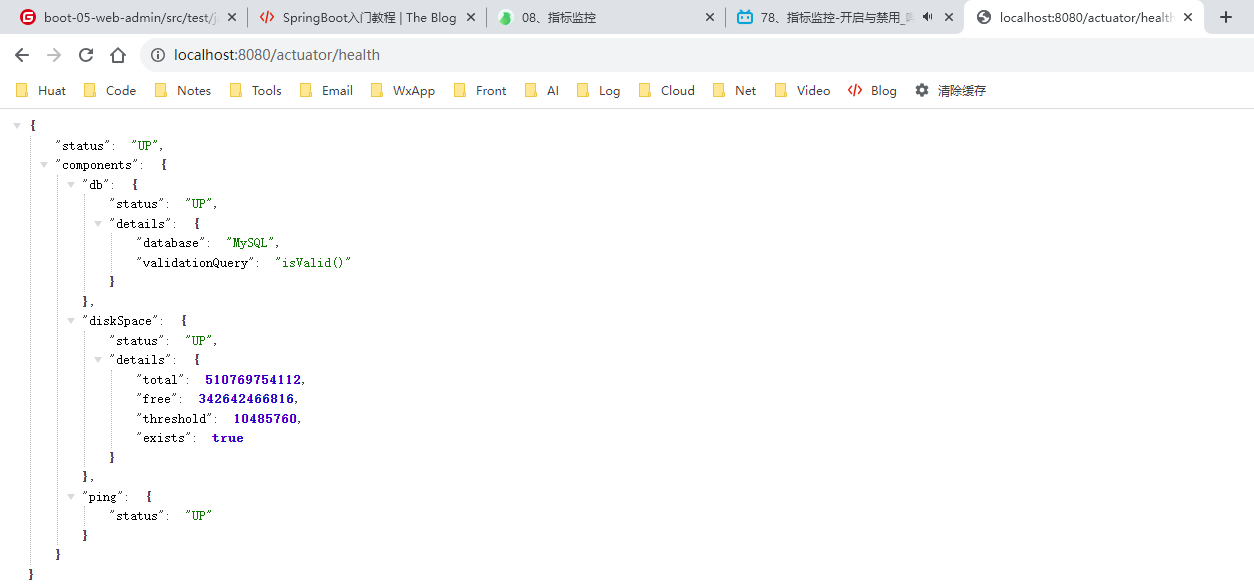 boot-05-web-admin/src/test/j
SpringBoot入门教程 | The Blog
08、指标监控
78、指标监控-开启与禁用_
localhost:8080/actuator/health
localhost:8080/actuator/health
Huat Code Notes Tools Email WxApp Front AI Log Cloud Net Video Blog 清除缓存
{
"status": "UP",
"components": {
"db": {
"status": "UP",
"details": {
"database": "MySQL",
"validationQuery": "isValid()"
}
},
"diskSpace": {
"status": "UP",
"details": {
"total": 510769754112,
"free": 342642466816,
"threshold": 10485760,
"exists": true
}
},
"ping": {
"status": "UP"
}
}
}